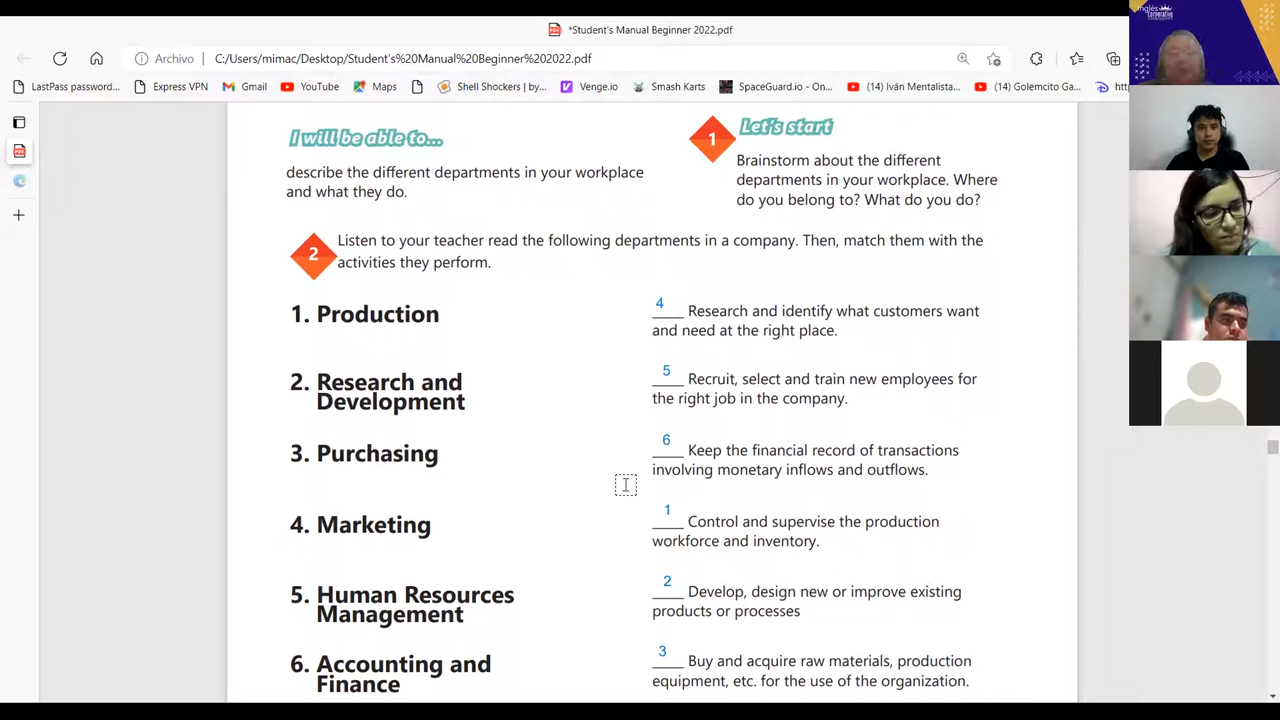 *Student's Manual Beginner 2022.pdf
Archivo
C:/Users/mimac/Desktop/Student's%20Manual%20Beginner%202022.pdf
LastPass password...
Express VPN
Gmail
YouTube
Maps
Shell Shockers | by...
Venge.io
Smash Karts
SpaceGuard.io - On...
(14) Iván Mentalista...
(14) Golemcito Ga...
I will be able to...
describe the different departments in your workplace
and what they do.
1
Let's start
Brainstorm about the different
departments in your workplace. Where
do you belong to? What do you do?
2
Listen to your teacher read the following departments in a company. Then, match them with the
activities they perform.
1. Production
4 Research and identify what customers want
and need at the right place.
2. Research and
Development
5 Recruit, select and train new employees for
the right job in the company.
3. Purchasing
6 Keep the financial record of transactions
involving monetary inflows and outflows.
4. Marketing
1 Control and supervise the production
workforce and inventory.
5. Human Resources
Management
2 Develop, design new or improve existing
products or processes
6. Accounting and
Finance
3 Buy and acquire raw materials, production
equipment, etc. for the use of the organization.
Inglés
Corporativo